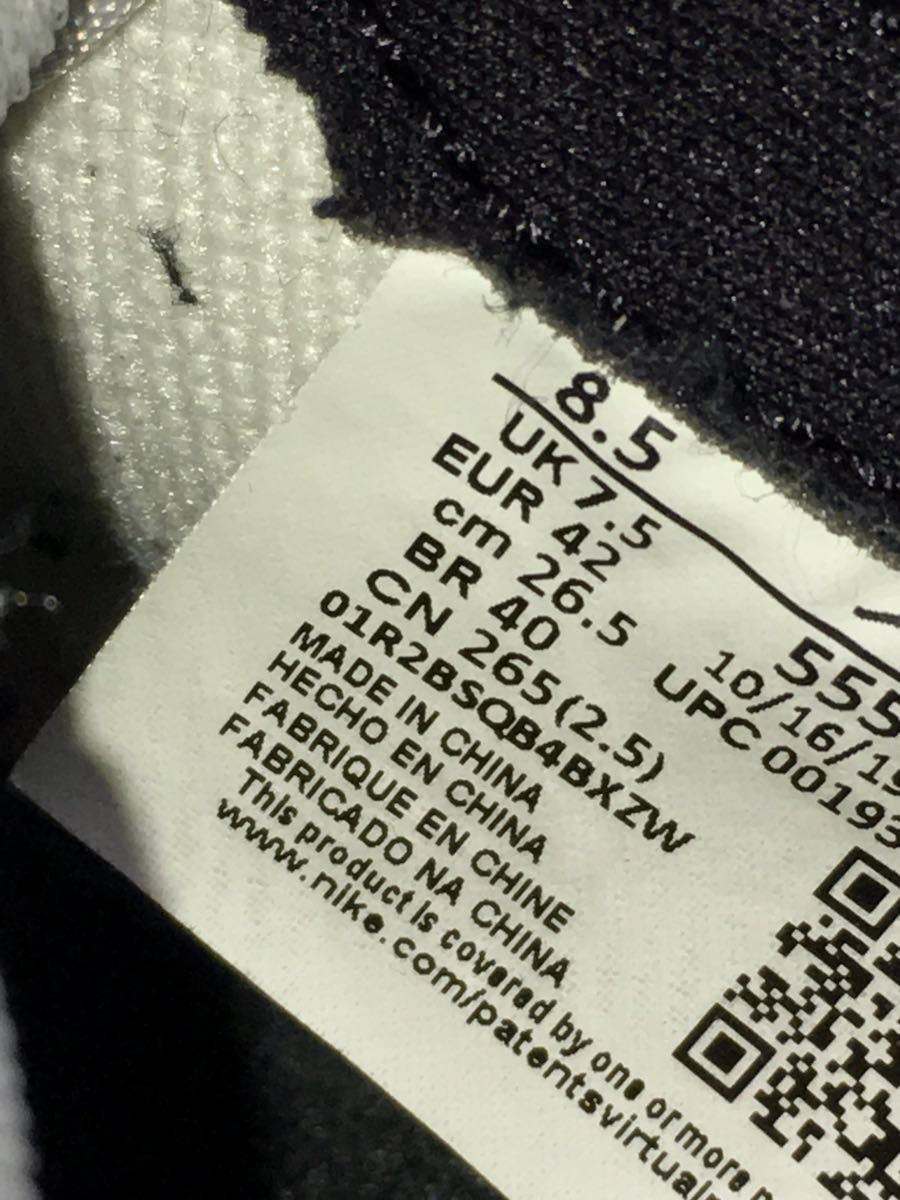 8.5
UK 7.5
EUR 42
cm 26.5
BR 40
CN 265(2.5)
01R2BSQB4BXZW
MADE IN CHINA
HECHO EN CHINA
FABRIQUE EN CHINE
FABRICADO NA CHINA
This product is covered by one or more
www.nike.com/patentsvirtual
555
10/16/19
UPC 00193